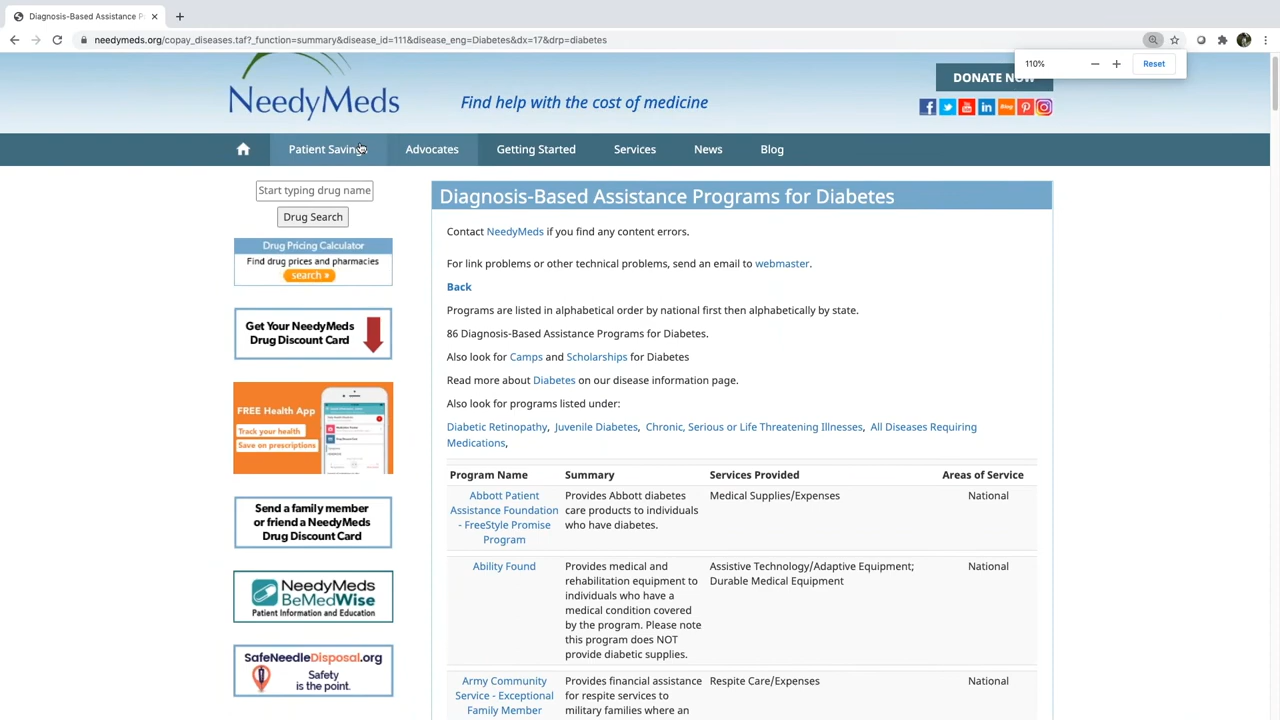 Diagnosis-Based Assistance P
needymeds.org/copay_diseases.taf?_function=summary&disease_id=111&disease_eng=Diabetes&dx=17&drp=diabetes
110%
Reset
NeedyMeds
Find help with the cost of medicine
DONATE NOW
Blog
Patient Savings
Advocates
Getting Started
Services
News
Blog
Start typing drug name
Drug Search
Drug Pricing Calculator
Find drug prices and pharmacies
search »
Get Your NeedyMeds
Drug Discount Card
FREE Health App
Track your health
Save on prescriptions
Send a family member
or friend a NeedyMeds
Drug Discount Card
NeedyMeds
BeMedWise
Patient Information and Education
SafeNeedleDisposal.org
Safety
is the point.
Diagnosis-Based Assistance Programs for Diabetes
Contact NeedyMeds if you find any content errors.
For link problems or other technical problems, send an email to webmaster.
Back
Programs are listed in alphabetical order by national first then alphabetically by state.
86 Diagnosis-Based Assistance Programs for Diabetes.
Also look for Camps and Scholarships for Diabetes
Read more about Diabetes on our disease information page.
Also look for programs listed under:
Diabetic Retinopathy, Juvenile Diabetes, Chronic, Serious or Life Threatening Illnesses, All Diseases Requiring
Medications,
Program Name Summary Services Provided Areas of Service
Abbott Patient
Assistance Foundation
- FreeStyle Promise
Program
Provides Abbott diabetes
care products to individuals
who have diabetes.
Medical Supplies/Expenses
National
Ability Found
Provides medical and
rehabilitation equipment to
individuals who have a
medical condition covered
by the program. Please note
this program does NOT
provide diabetic supplies.
Assistive Technology/Adaptive Equipment;
Durable Medical Equipment
National
Army Community
Service - Exceptional
Family Member
Provides financial assistance
for respite services to
military families where an
Respite Care/Expenses
National